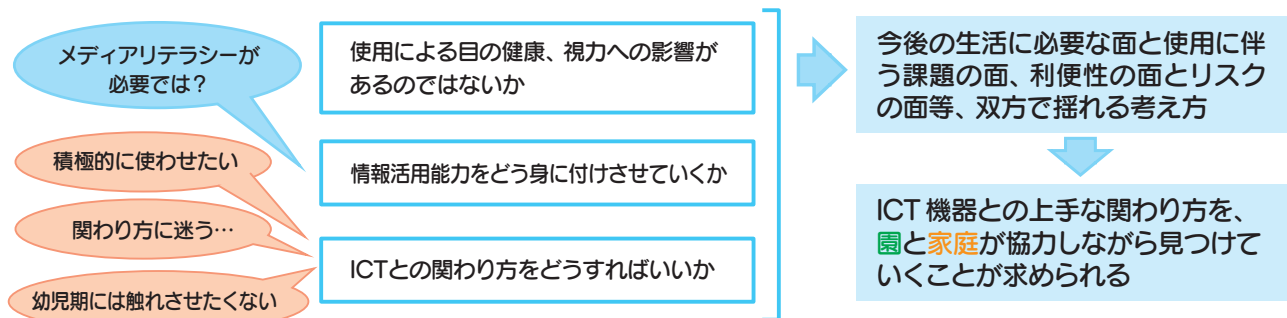 メディアリテラシーが
必要では？
積極的に使わせたい
関わり方に迷う…
幼児期には触れさせたくない
使用による目の健康、視力への影響が
あるのではないか
情報活用能力をどう身に付けさせていくか
ICTとの関わり方をどうすればいいか
今後の生活に必要な面と使用に伴
う課題の面、利便性の面とリスク
の面等、双方で揺れる考え方
ICT 機器との上手な関わり方を、
園と家庭が協力しながら見つけて
いくことが求められる